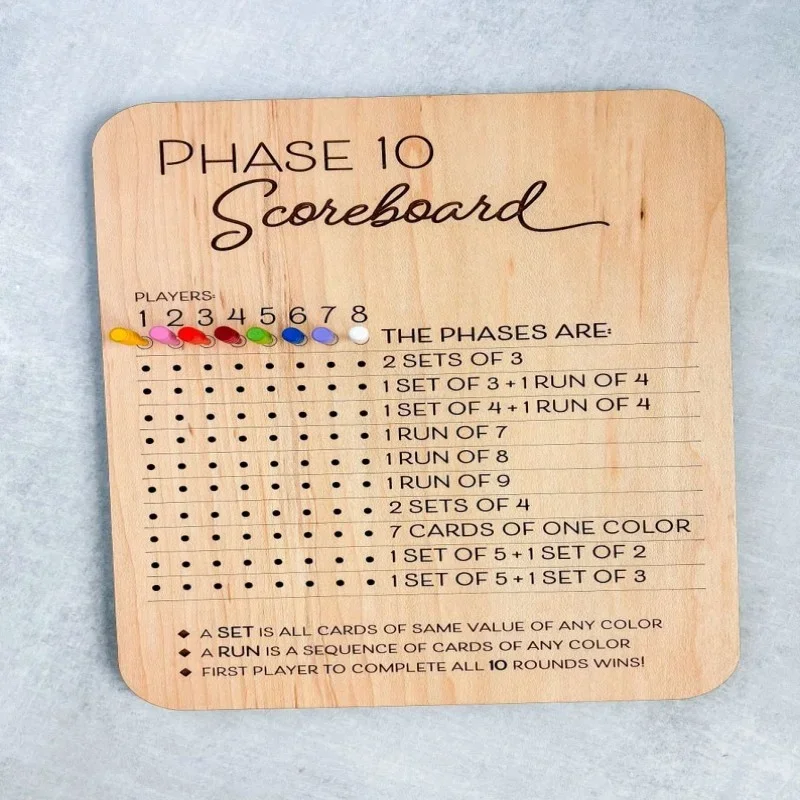 PHASE 10
Scoreboard
PLAYERS:
1 2 3 4 5 6 7 8
THE PHASES ARE:
2 SETS OF 3
1 SET OF 3 + 1 RUN OF 4
1 SET OF 4 + 1 RUN OF 4
1 RUN OF 7
1 RUN OF 8
1 RUN OF 9
2 SETS OF 4
7 CARDS OF ONE COLOR
1 SET OF 5 + 1 SET OF 2
1 SET OF 5 + 1 SET OF 3
◆ A SET IS ALL CARDS OF SAME VALUE OF ANY COLOR
◆ A RUN IS A SEQUENCE OF CARDS OF ANY COLOR
◆ FIRST PLAYER TO COMPLETE ALL 10 ROUNDS WINS!